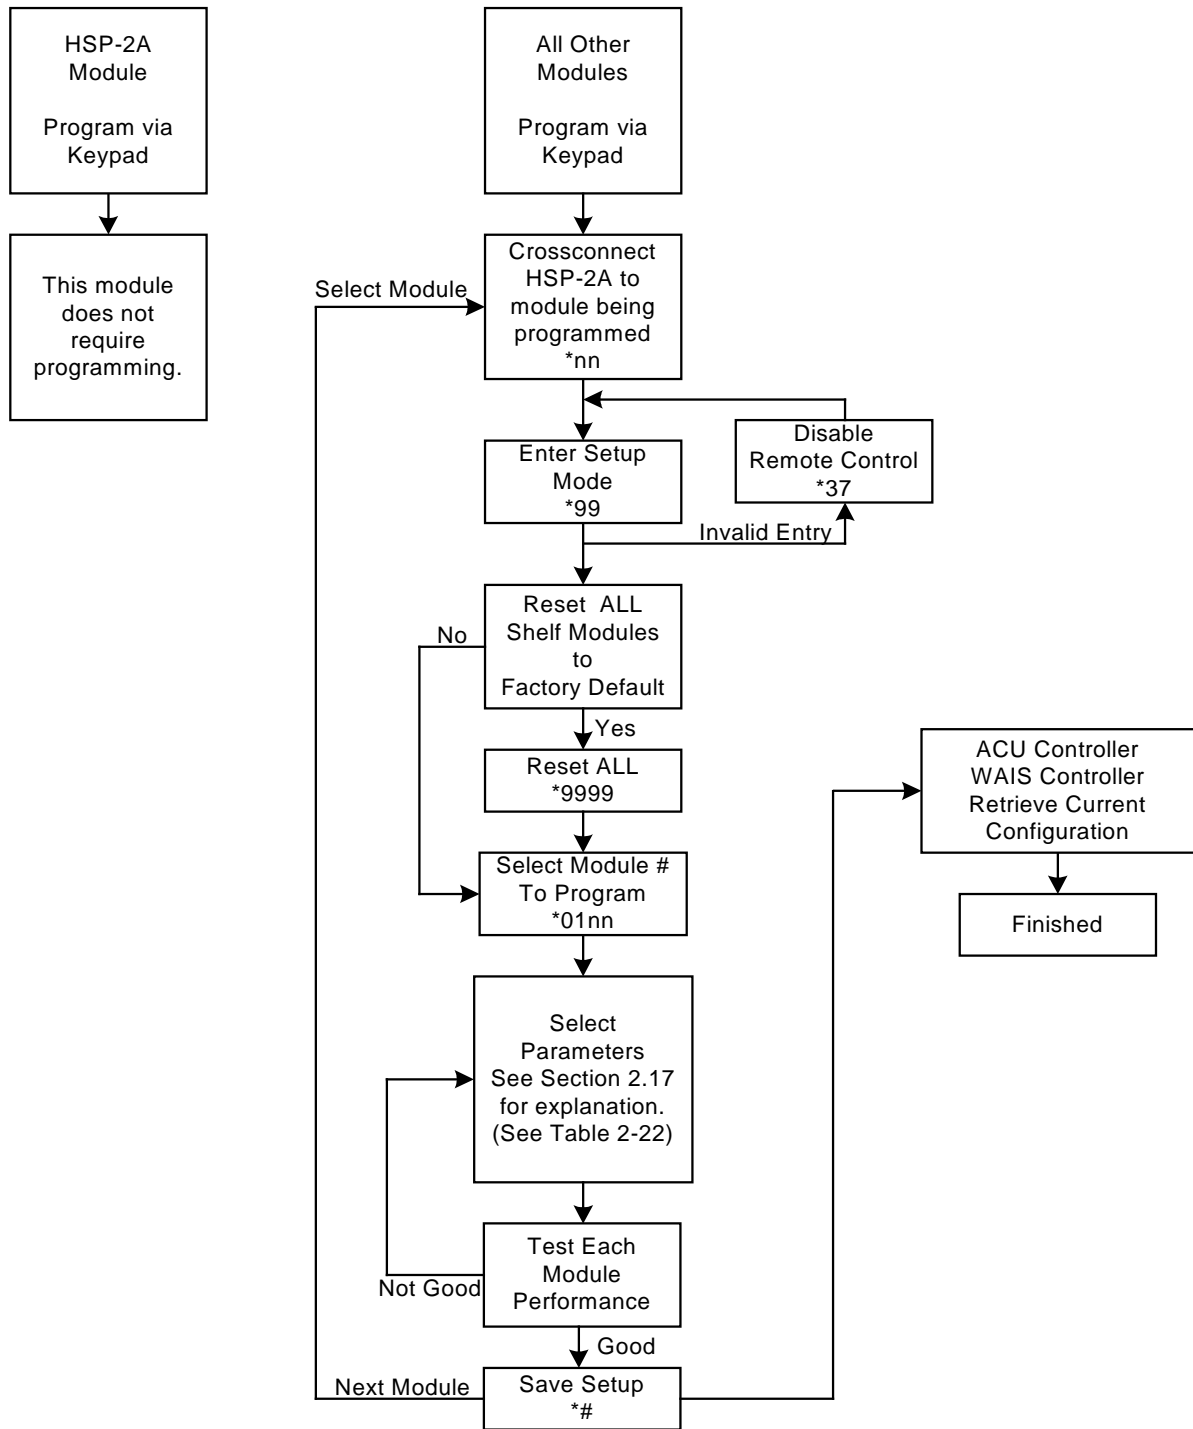 HSP-2A
Module
Program via
Keypad
This module
does not
require
programming.
All Other
Modules
Program via
Keypad
Select Module
Crossconnect
HSP-2A to
module being
programmed
*nn
Enter Setup
Mode
*99
Disable
Remote Control
*37
Invalid Entry
Reset ALL
Shelf Modules
to
Factory Default
No
Yes
Reset ALL
*9999
Select Module #
To Program
*01nn
Select
Parameters
See Section 2.17
for explanation.
(See Table 2-22)
Test Each
Module
Performance
Not Good
Good
Save Setup
*#
Next Module
ACU Controller
WAIS Controller
Retrieve Current
Configuration
Finished